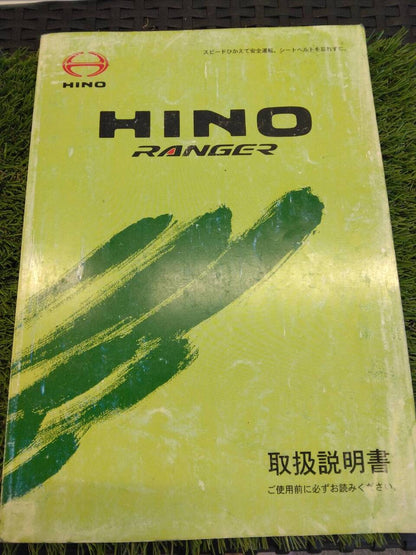 スピードひかえて安全運転、シートベルトを忘れずに。
HINO
HINO
RANGER
取扱説明書
ご使用前に必ずお読みください。